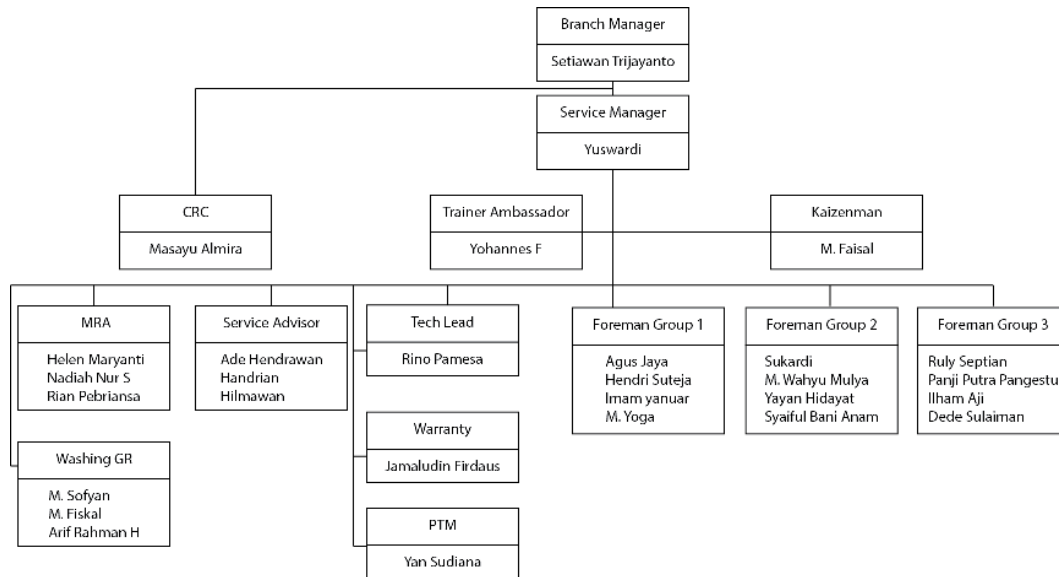 Branch Manager
Setiawan Trijayanto
Service Manager
Yuswardi
CRC
Masayu Almira
Trainer Ambassador
Yohannes F
Kaizenman
M. Faisal
MRA
Helen Maryanti
Nadiah Nur S
Rian Pebriansa
Service Advisor
Ade Hendrawan
Handrian
Hilmawan
Tech Lead
Rino Pamesa
Foreman Group 1
Agus Jaya
Hendri Suteja
Imam yanuar
M. Yoga
Foreman Group 2
Sukardi
M. Wahyu Mulya
Yayan Hidayat
Syaiful Bani Anam
Foreman Group 3
Ruly Septian
Panji Putra Pangestu
Ilham Aji
Dede Sulaiman
Warranty
Jamaludin Firdaus
Washing GR
M. Sofyan
M. Fiskal
Arif Rahman H
PTM
Yan Sudiana